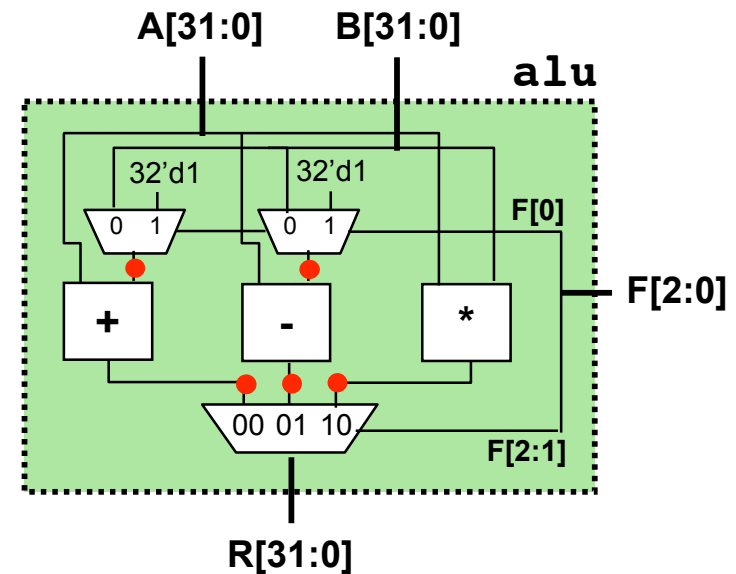 A[31:0] B[31:0]
alu
32'd1 32'd1
F[0]
0 1 0 1
F[2:0]
+ - *
00 01 10
F[2:1]
R[31:0]